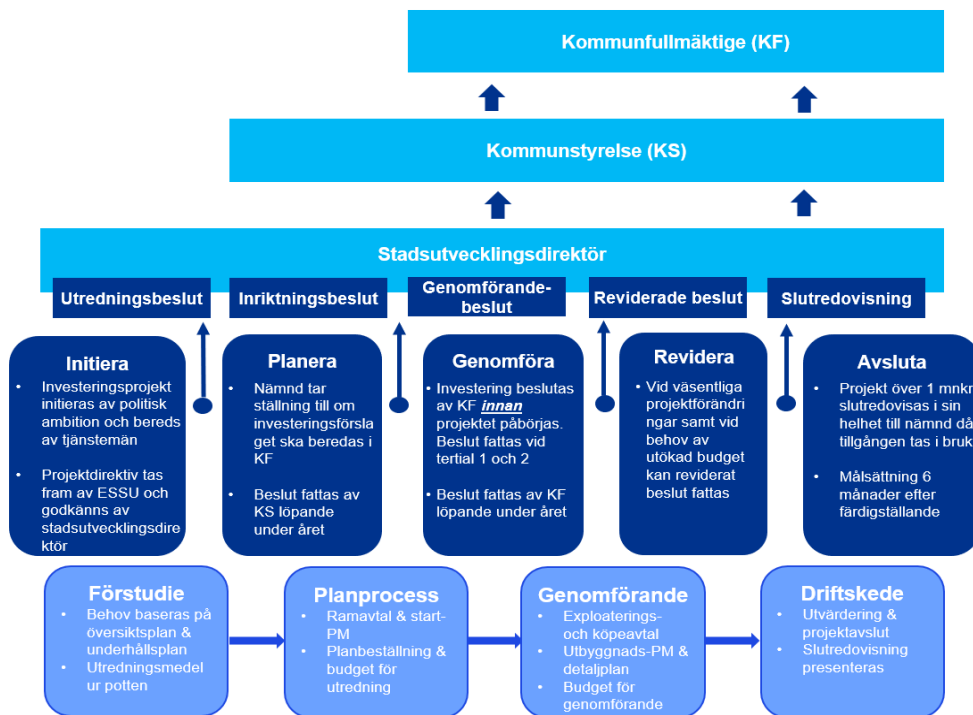 Kommunfullmäktige (KF)
Kommunstyrelse (KS)
Stadsutvecklingsdirektör
Utredningsbeslut
Inriktningsbeslut
Genomförande-
beslut
Reviderade beslut
Slutredovisning
Initiera
• Investeringsprojekt
initieras av politisk
ambition och bereds
av tjänstemän
• Projektdirektiv tas
fram av ESSU och
godkänns av
stadsutvecklingsdire
ktör
Planera
• Nämnd tar
ställning till om
investeringsförsla
get ska beredas i
KF
• Beslut fattas av
KS löpande
under året
Genomföra
• Investering beslutas
av KF innan
projektet påbörjas.
Beslut fattas vid
tertial 1 och 2
• Beslut fattas av KF
löpande under året
Revidera
• Vid väsentliga
projektförändri
ngar samt vid
behov av
utökad budget
kan reviderat
beslut fattas
Avsluta
• Projekt över 1 mnkr
slutredovisas i sin
helhet till nämnd då
tillgången tas i bruk
• Målsättning 6
månader efter
färdigställande
Förstudie
• Behov baseras på
översiktsplan &
underhållsplan
• Utredningsmedel
ur potten
Planprocess
• Ramavtal & start-
PM
• Planbeställning &
budget för
utredning
Genomförande
• Exploaterings-
och köpeavtal
• Utbyggnads-PM &
detaljplan
• Budget för
genomförande
Driftskede
• Utvärdering &
projektavslut
• Slutredovisning
presenteras